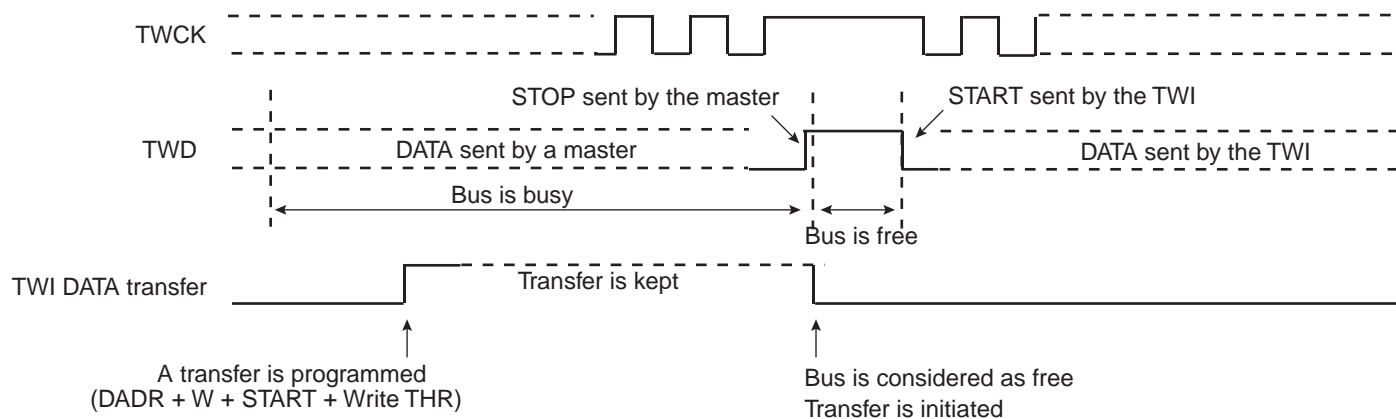 TWCK
STOP sent by the master
START sent by the TWI
TWD
DATA sent by a master
DATA sent by the TWI
Bus is busy
Bus is free
TWI DATA transfer
Transfer is kept
A transfer is programmed
(DADR + W + START + Write THR)
Bus is considered as free
Transfer is initiated